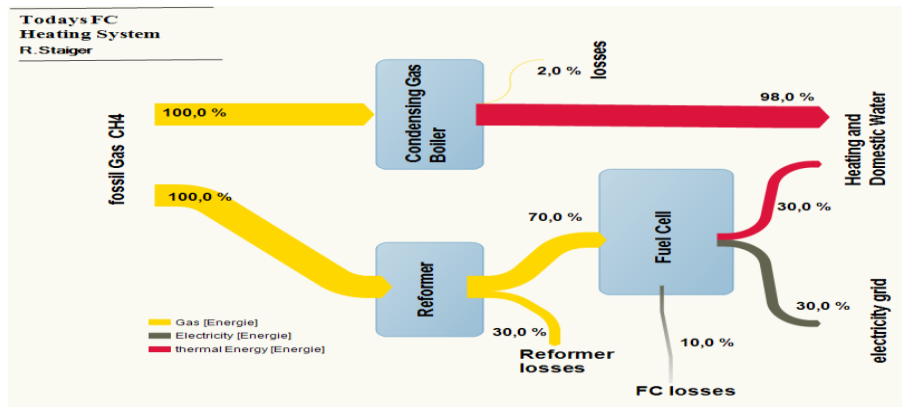 Todays FC
Heating System
R.Staiger
fossil Gas CH4
100,0 %
Condensing Gas
Boiler
2,0 %
losses
98,0 %
Heating and
Domestic Water
100,0 %
Reformer
70,0 %
30,0 %
Reformer
losses
Fuel Cell
30,0 %
30,0 %
electricity grid
10,0 %
FC losses
Gas [Energie]
Electricity [Energie]
thermal Energy [Energie]